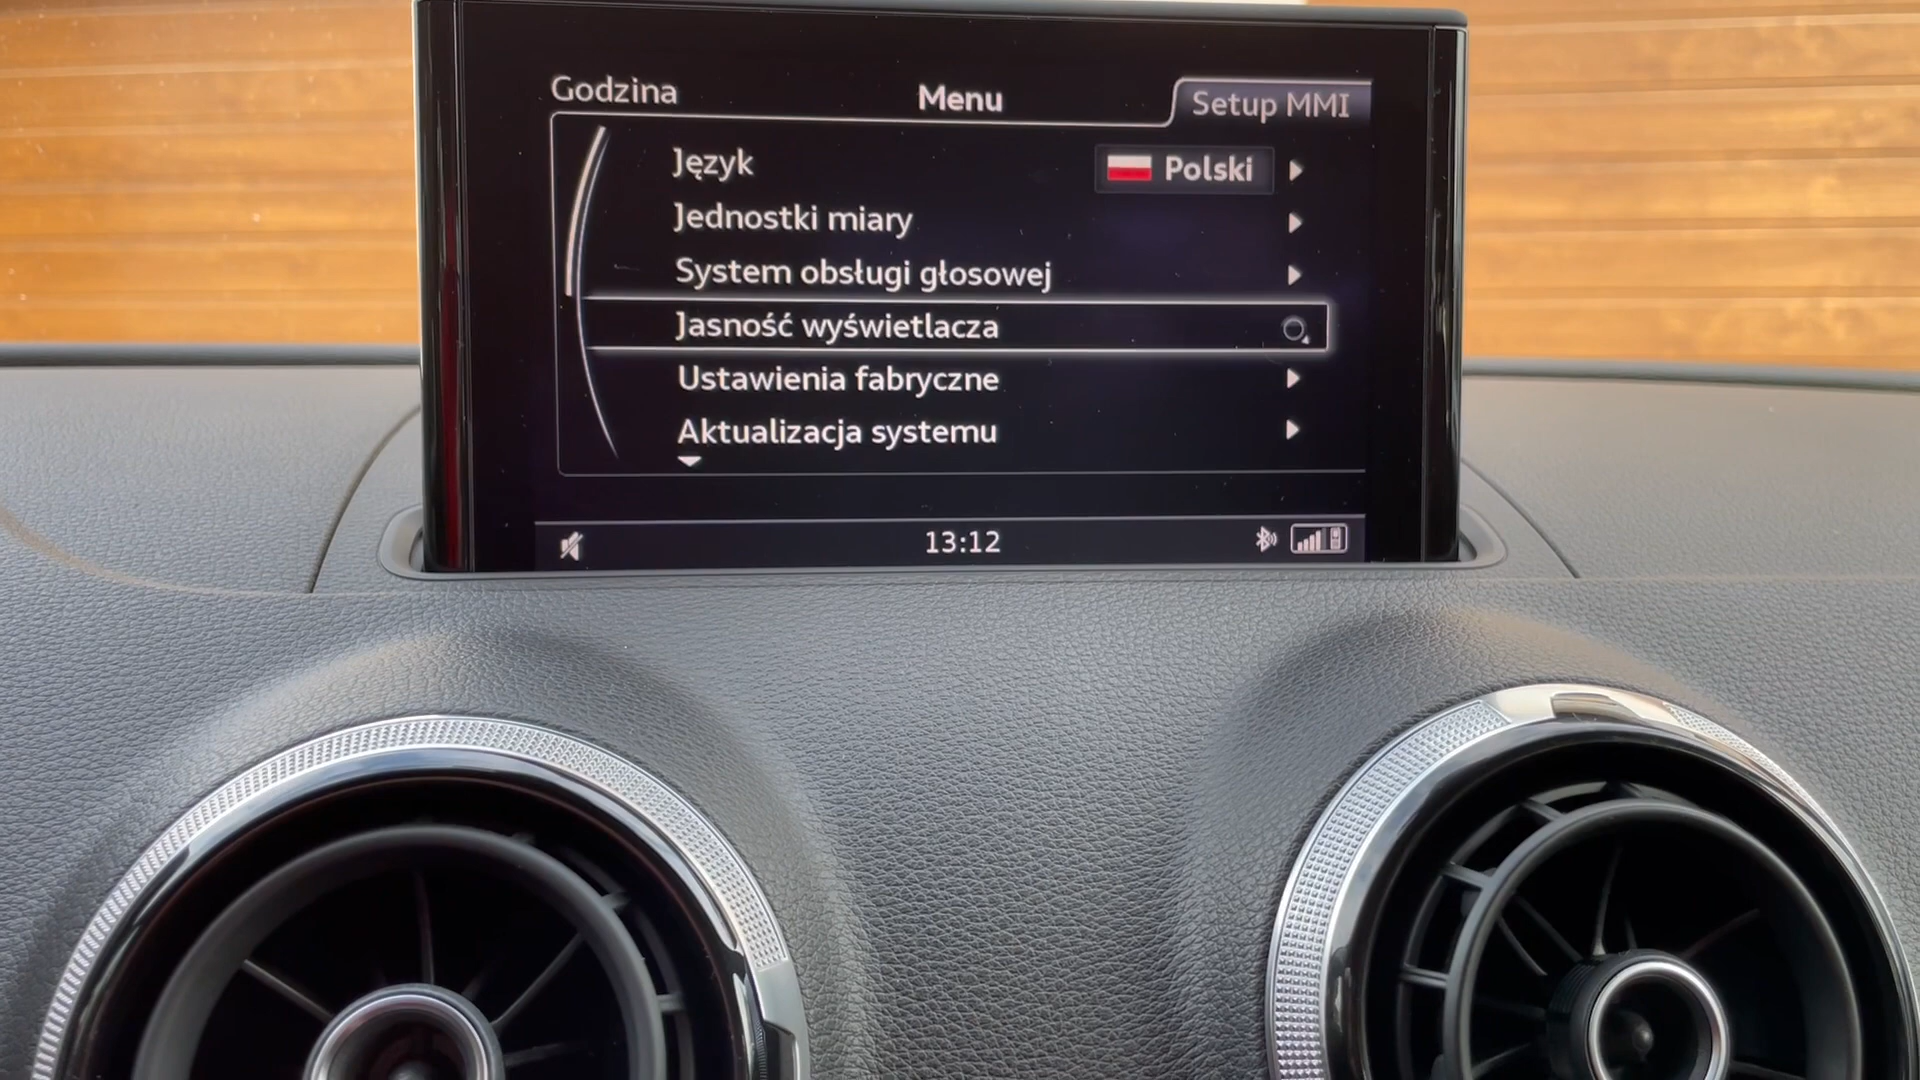 Godzina Menu Setup MMI
Język Polski
Jednostki miary
System obsługi głosowej
Jasność wyświetlacza
Ustawienia fabryczne
Aktualizacja systemu
13:12